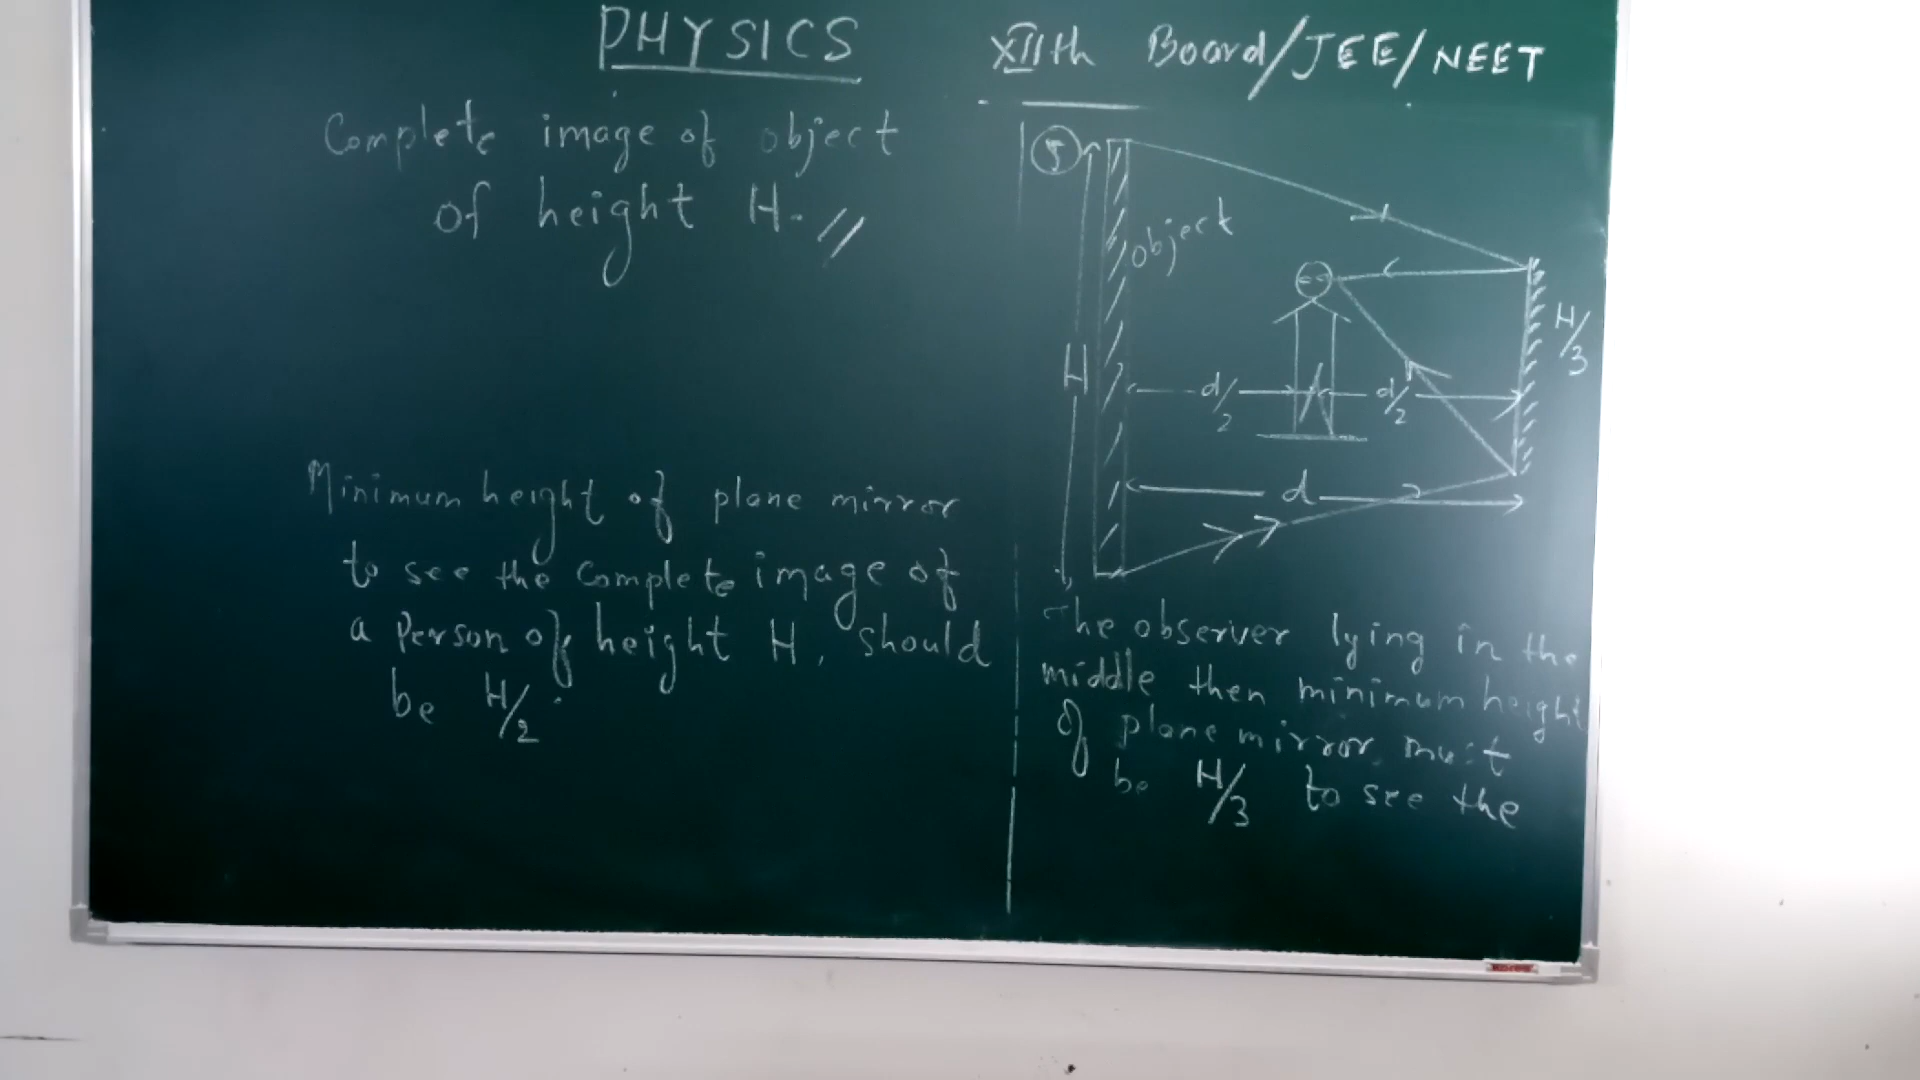 PHYSICS
XIIth Board/JEE/NEET
Complete image of object
of height H. //
Minimum height of plane mirror
to see the Complete image of
a Person of height H, should
be H/2.
5
object
H
H/3
d/2
d/2
d
The observer lying in the
middle then minimum height
of plane mirror must
be H/3 to see the